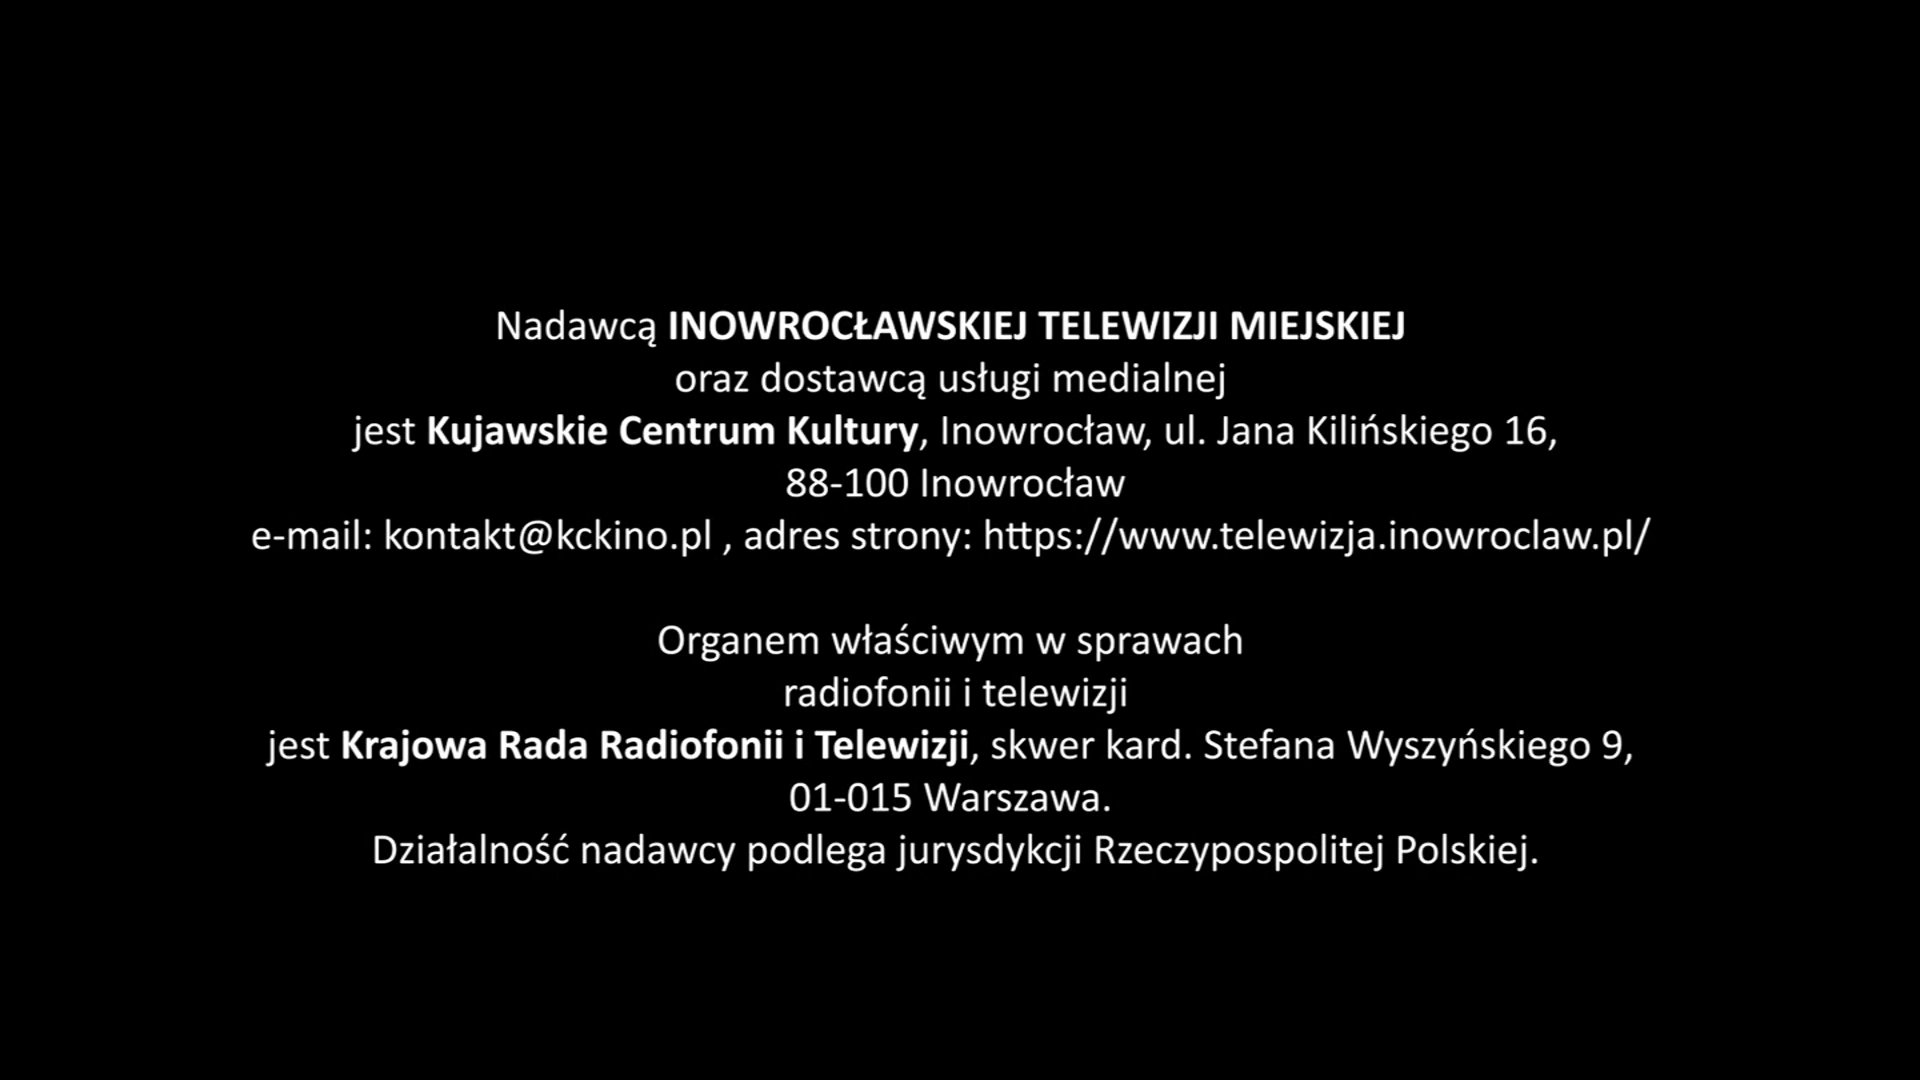 Nadawcą INOWROCŁAWSKIEJ TELEWIZJI MIEJSKIEJ
oraz dostawcą usługi medialnej
jest Kujawskie Centrum Kultury, Inowrocław, ul. Jana Kilińskiego 16,
88-100 Inowrocław
e-mail: kontakt@kckino.pl , adres strony: https://www.telewizja.inowroclaw.pl/
Organem właściwym w sprawach
radiofonii i telewizji
jest Krajowa Rada Radiofonii i Telewizji, skwer kard. Stefana Wyszyńskiego 9,
01-015 Warszawa.
Działalność nadawcy podlega jurysdykcji Rzeczypospolitej Polskiej.